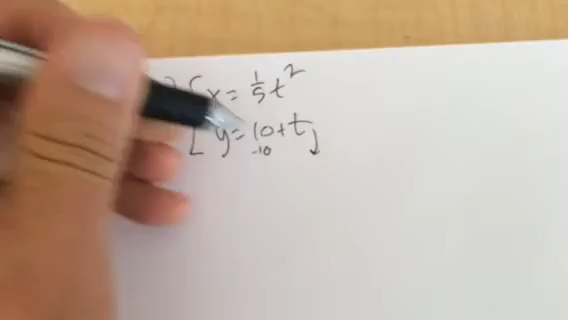 x = 1/5 t²
y = 10 + t
-10